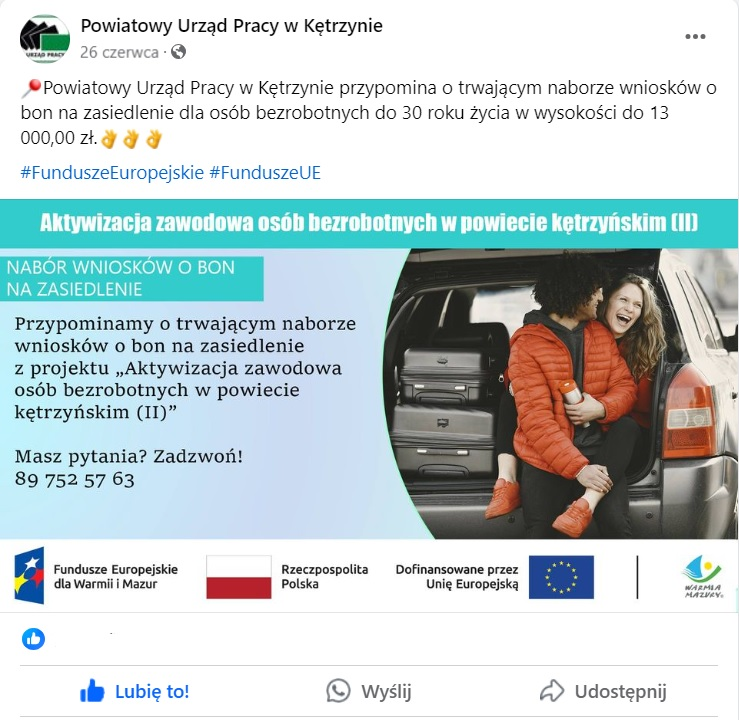 Powiatowy Urząd Pracy w Kętrzynie
26 czerwca ·
URZĄD PRACY
Powiatowy Urząd Pracy w Kętrzynie przypomina o trwającym naborze wniosków o
bon na zasiedlenie dla osób bezrobotnych do 30 roku życia w wysokości do 13
000,00 zł.
#FunduszeEuropejskie #FunduszeUE
Aktywizacja zawodowa osób bezrobotnych w powiecie kętrzyńskim (II)
NABÓR WNIOSKÓW O BON
NA ZASIEDLENIE
Przypominamy o trwającym naborze
wniosków o bon na zasiedlenie
z projektu „Aktywizacja zawodowa
osób bezrobotnych w powiecie
kętrzyńskim (II)”
Masz pytania? Zadzwoń!
89 752 57 63
Fundusze Europejskie
dla Warmii i Mazur
Rzeczpospolita
Polska
Dofinansowane przez
Unię Europejską
WARMIA
MAZURY
Lubię to!
Wyślij
Udostępnij